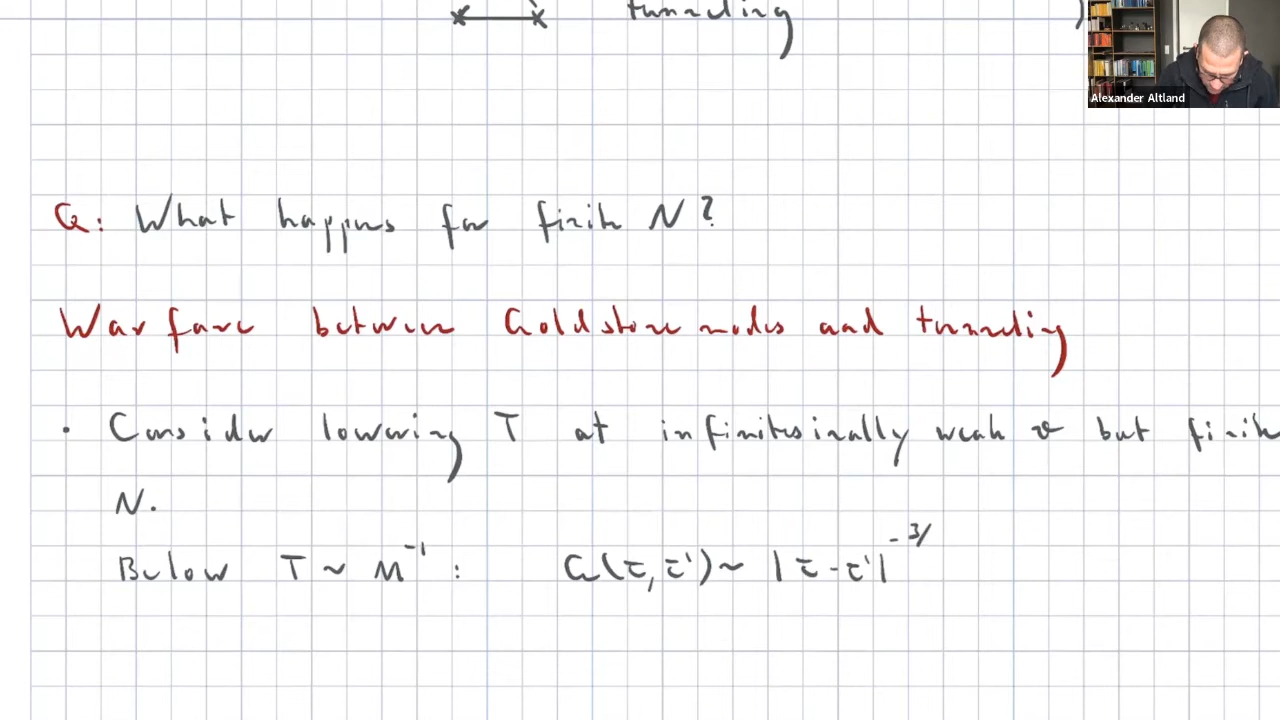 tunneling
Alexander Altland
Q: What happens for finite N?
Warfare between Goldstone modes and tunneling
• Consider lowering T at infinitesimally weak v but finite
N.
Below T ~ M⁻¹ : G(τ,τ') ~ |τ-τ'|^-3/